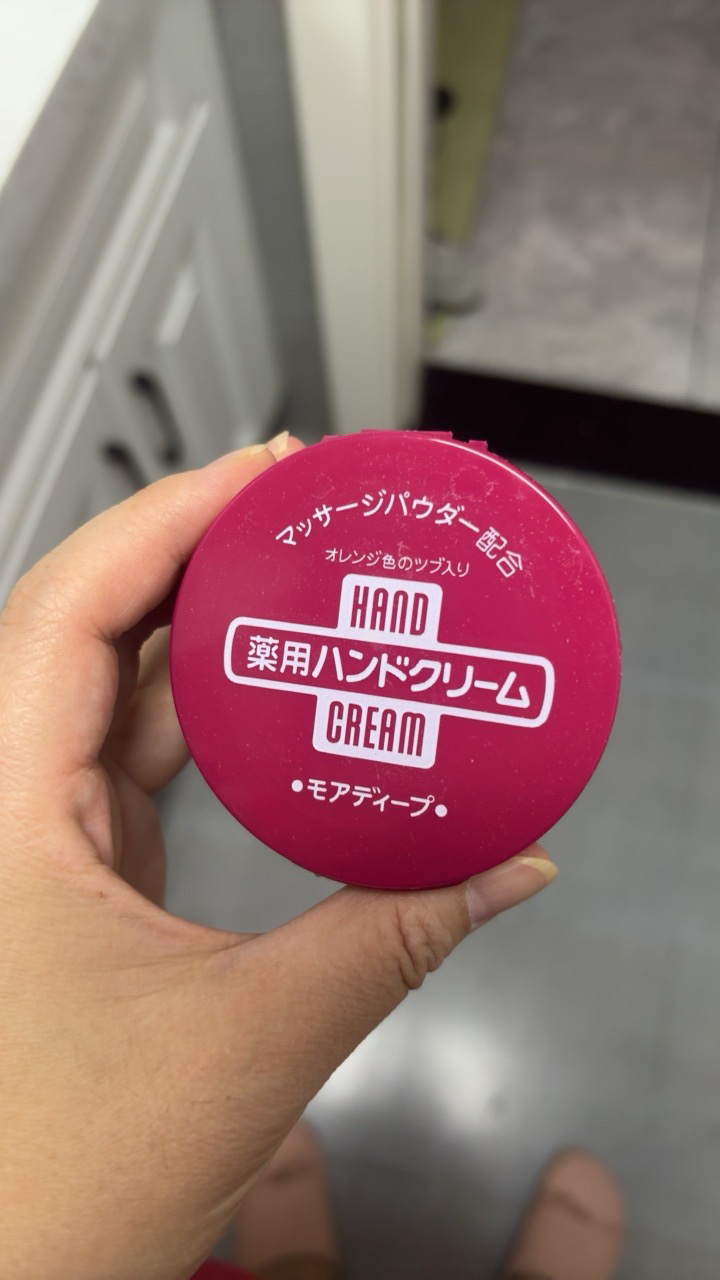 マッサージパウダー配合
オレンジ色のツブ入り
HAND
薬用ハンドクリーム
CREAM
•モアディープ•